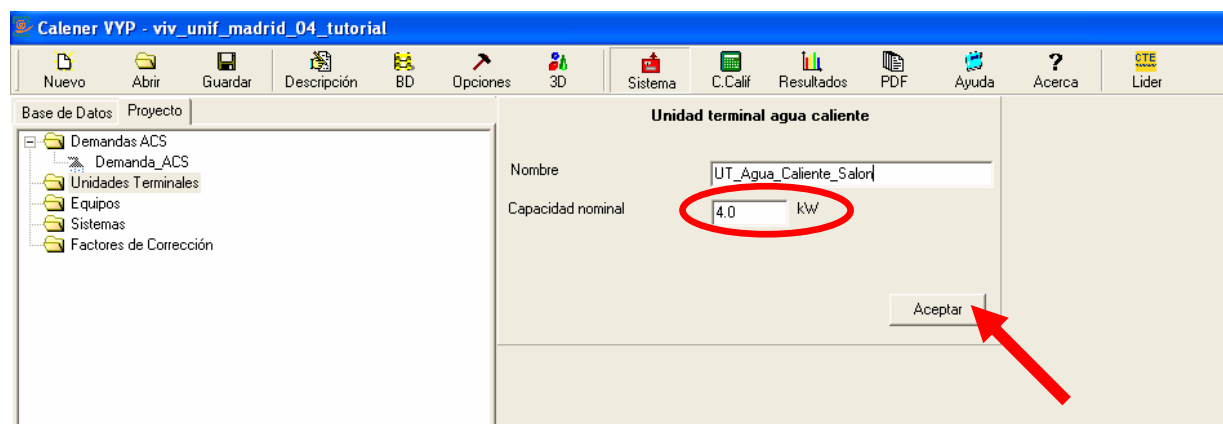 Calener VYP - viv_unif_madrid_04_tutorial
Nuevo Abrir Guardar Descripción BD Opciones 3D Sistema C.Calif Resultados PDF Ayuda ? Acerca CTE Lider
Base de Datos Proyecto
Unidad terminal agua caliente
Demandas ACS
Demanda_ACS
Unidades Terminales
Equipos
Sistemas
Factores de Corrección
Nombre UT_Agua_Caliente_Salon
Capacidad nominal 4.0 kW
Aceptar